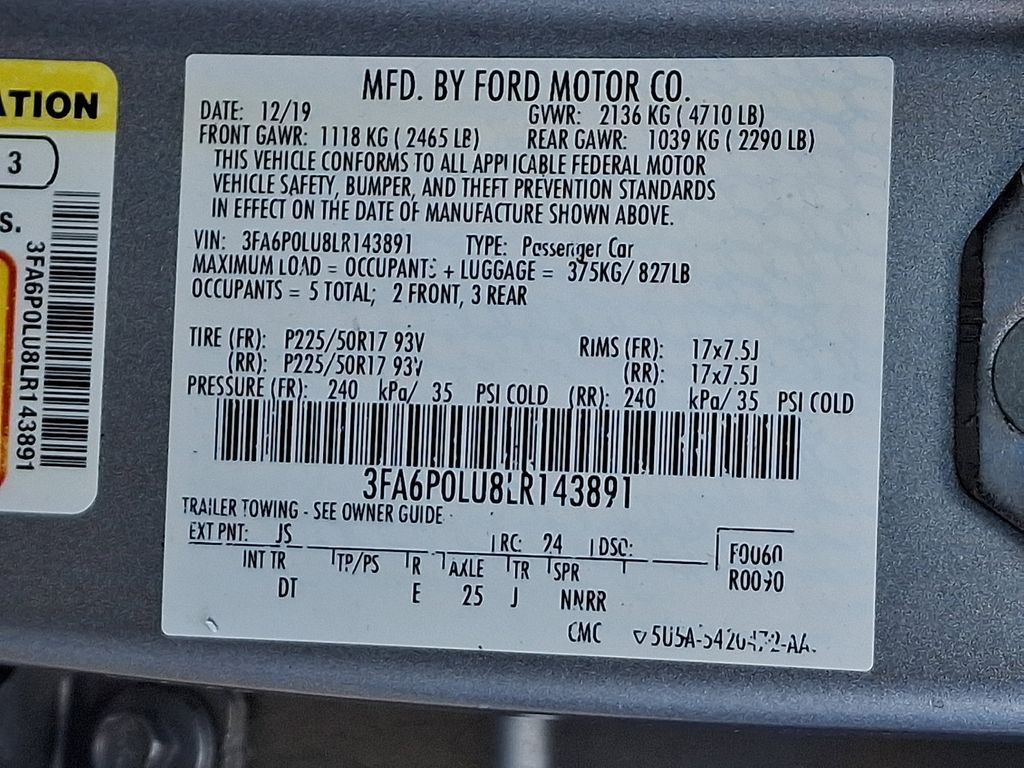 ATION
3
S.
3FA6P0LU8LR143891
MFD. BY FORD MOTOR CO.
DATE: 12/19 GVWR: 2136 KG ( 4710 LB)
FRONT GAWR: 1118 KG ( 2465 LB) REAR GAWR: 1039 KG ( 2290 LB)
THIS VEHICLE CONFORMS TO ALL APPLICABLE FEDERAL MOTOR
VEHICLE SAFETY, BUMPER, AND THEFT PREVENTION STANDARDS
IN EFFECT ON THE DATE OF MANUFACTURE SHOWN ABOVE.
VIN: 3FA6P0LU8LR143891 TYPE: Passenger Car
MAXIMUM LOAD = OCCUPANTS + LUGGAGE = 375KG/ 827LB
OCCUPANTS = 5 TOTAL; 2 FRONT, 3 REAR
TIRE (FR): P225/50R17 93V RIMS (FR): 17x7.5J
(RR): P225/50R17 93V (RR): 17x7.5J
PRESSURE (FR): 240 kPa/ 35 PSI COLD (RR): 240 kPa/ 35 PSI COLD
3FA6P0LU8LR143891
TRAILER TOWING - SEE OWNER GUIDE
EXT PNT: JS RC: 24 DSO: F0060
INT TR TP/PS R AXLE TR SPR R0090
DT E 25 J NNRR
CMC